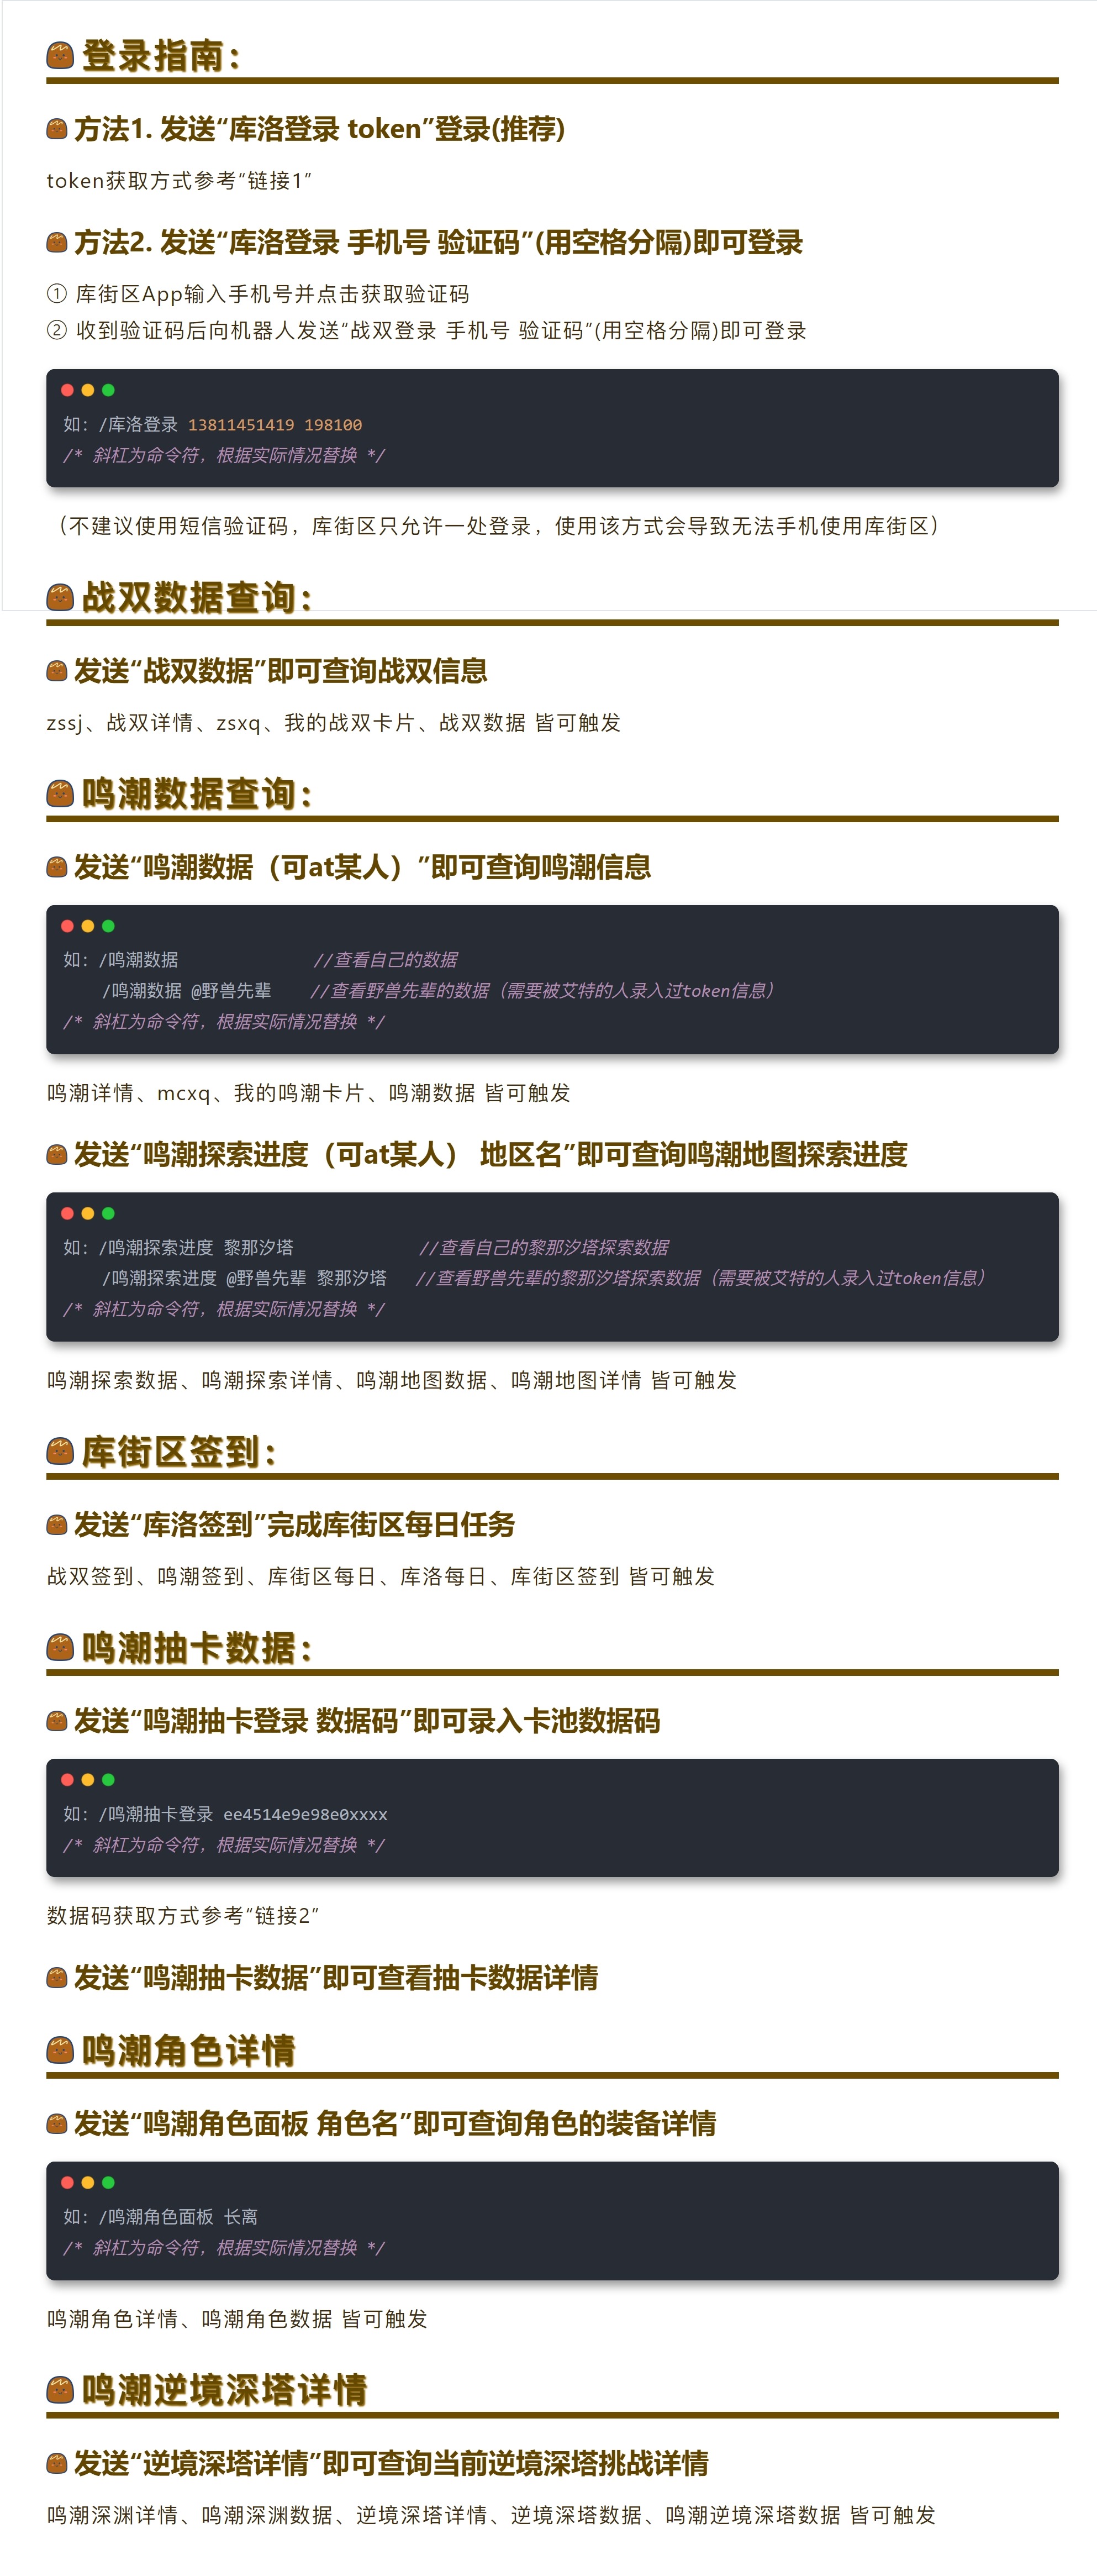 登录指南：
方法1. 发送“库洛登录 token”登录(推荐)
token获取方式参考“链接1”
方法2. 发送“库洛登录 手机号 验证码”(用空格分隔)即可登录
① 库街区App输入手机号并点击获取验证码
② 收到验证码后向机器人发送“战双登录 手机号 验证码”(用空格分隔)即可登录
如：/库洛登录 13811451419 198100
/* 斜杠为命令符，根据实际情况替换 */
（不建议使用短信验证码，库街区只允许一处登录，使用该方式会导致无法手机使用库街区）
战双数据查询：
发送“战双数据”即可查询战双信息
zssj、战双详情、zsxq、我的战双卡片、战双数据 皆可触发
鸣潮数据查询：
发送“鸣潮数据（可at某人）”即可查询鸣潮信息
如：/鸣潮数据 //查看自己的数据
/鸣潮数据 @野兽先辈 //查看野兽先辈的数据（需要被艾特的人录入过token信息）
/* 斜杠为命令符，根据实际情况替换 */
鸣潮详情、mcxq、我的鸣潮卡片、鸣潮数据 皆可触发
发送“鸣潮探索进度（可at某人） 地区名”即可查询鸣潮地图探索进度
如：/鸣潮探索进度 黎那汐塔 //查看自己的黎那汐塔探索数据
/鸣潮探索进度 @野兽先辈 黎那汐塔 //查看野兽先辈的黎那汐塔探索数据（需要被艾特的人录入过token信息）
/* 斜杠为命令符，根据实际情况替换 */
鸣潮探索数据、鸣潮探索详情、鸣潮地图数据、鸣潮地图详情 皆可触发
库街区签到：
发送“库洛签到”完成库街区每日任务
战双签到、鸣潮签到、库街区每日、库洛每日、库街区签到 皆可触发
鸣潮抽卡数据：
发送“鸣潮抽卡登录 数据码”即可录入卡池数据码
如：/鸣潮抽卡登录 ee4514e9e98e0xxxx
/* 斜杠为命令符，根据实际情况替换 */
数据码获取方式参考“链接2”
发送“鸣潮抽卡数据”即可查看抽卡数据详情
鸣潮角色详情
发送“鸣潮角色面板 角色名”即可查询角色的装备详情
如：/鸣潮角色面板 长离
/* 斜杠为命令符，根据实际情况替换 */
鸣潮角色详情、鸣潮角色数据 皆可触发
鸣潮逆境深塔详情
发送“逆境深塔详情”即可查询当前逆境深塔挑战详情
鸣潮深渊详情、鸣潮深渊数据、逆境深塔详情、逆境深塔数据、鸣潮逆境深塔数据 皆可触发